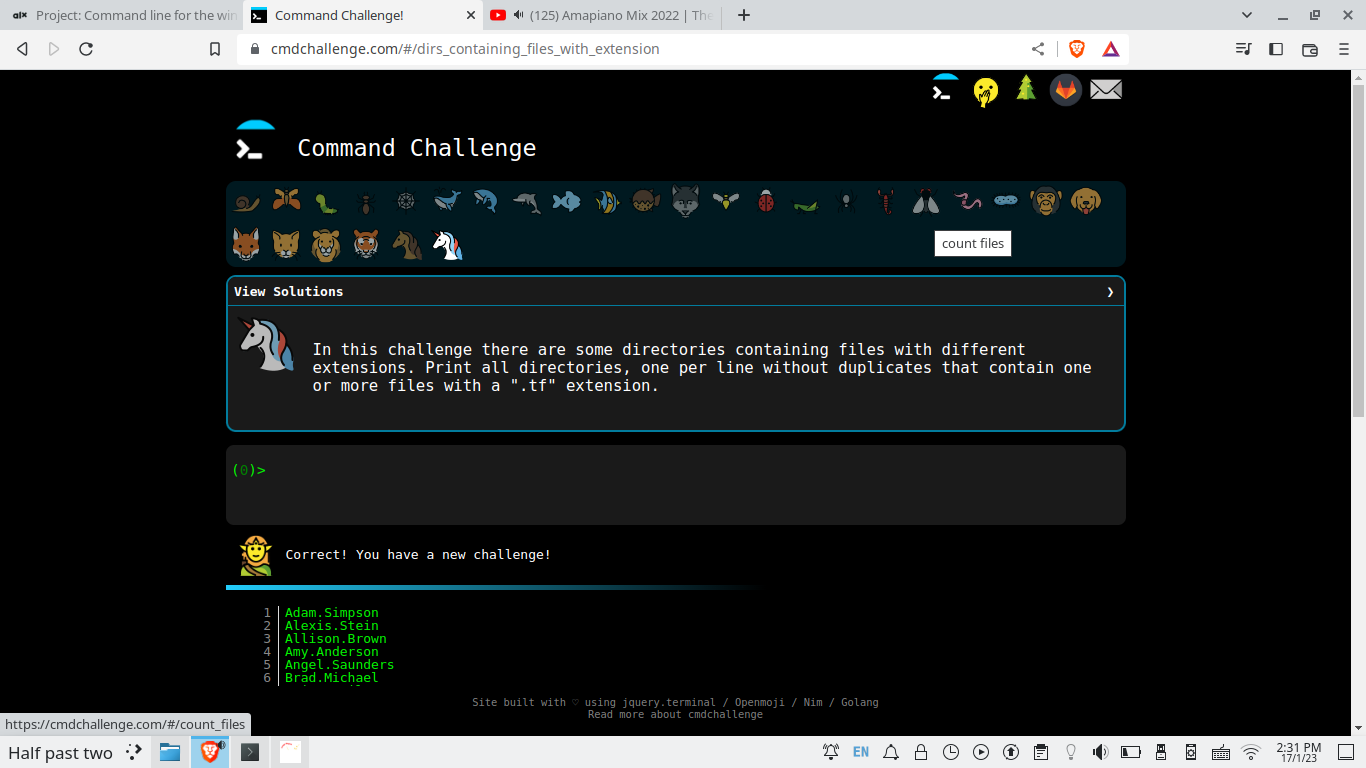 alx Project: Command line for the win
Command Challenge!
(125) Amapiano Mix 2022 | The
cmdchallenge.com/#/dirs_containing_files_with_extension
Command Challenge
count files
View Solutions
In this challenge there are some directories containing files with different
extensions. Print all directories, one per line without duplicates that contain one
or more files with a ".tf" extension.
(0)>
Correct! You have a new challenge!
1 Adam.Simpson
2 Alexis.Stein
3 Allison.Brown
4 Amy.Anderson
5 Angel.Saunders
6 Brad.Michael
Site built with ♡ using jquery.terminal / Openmoji / Nim / Golang
Read more about cmdchallenge
https://cmdchallenge.com/#/count_files
Half past two
EN
2:31 PM
17/1/23